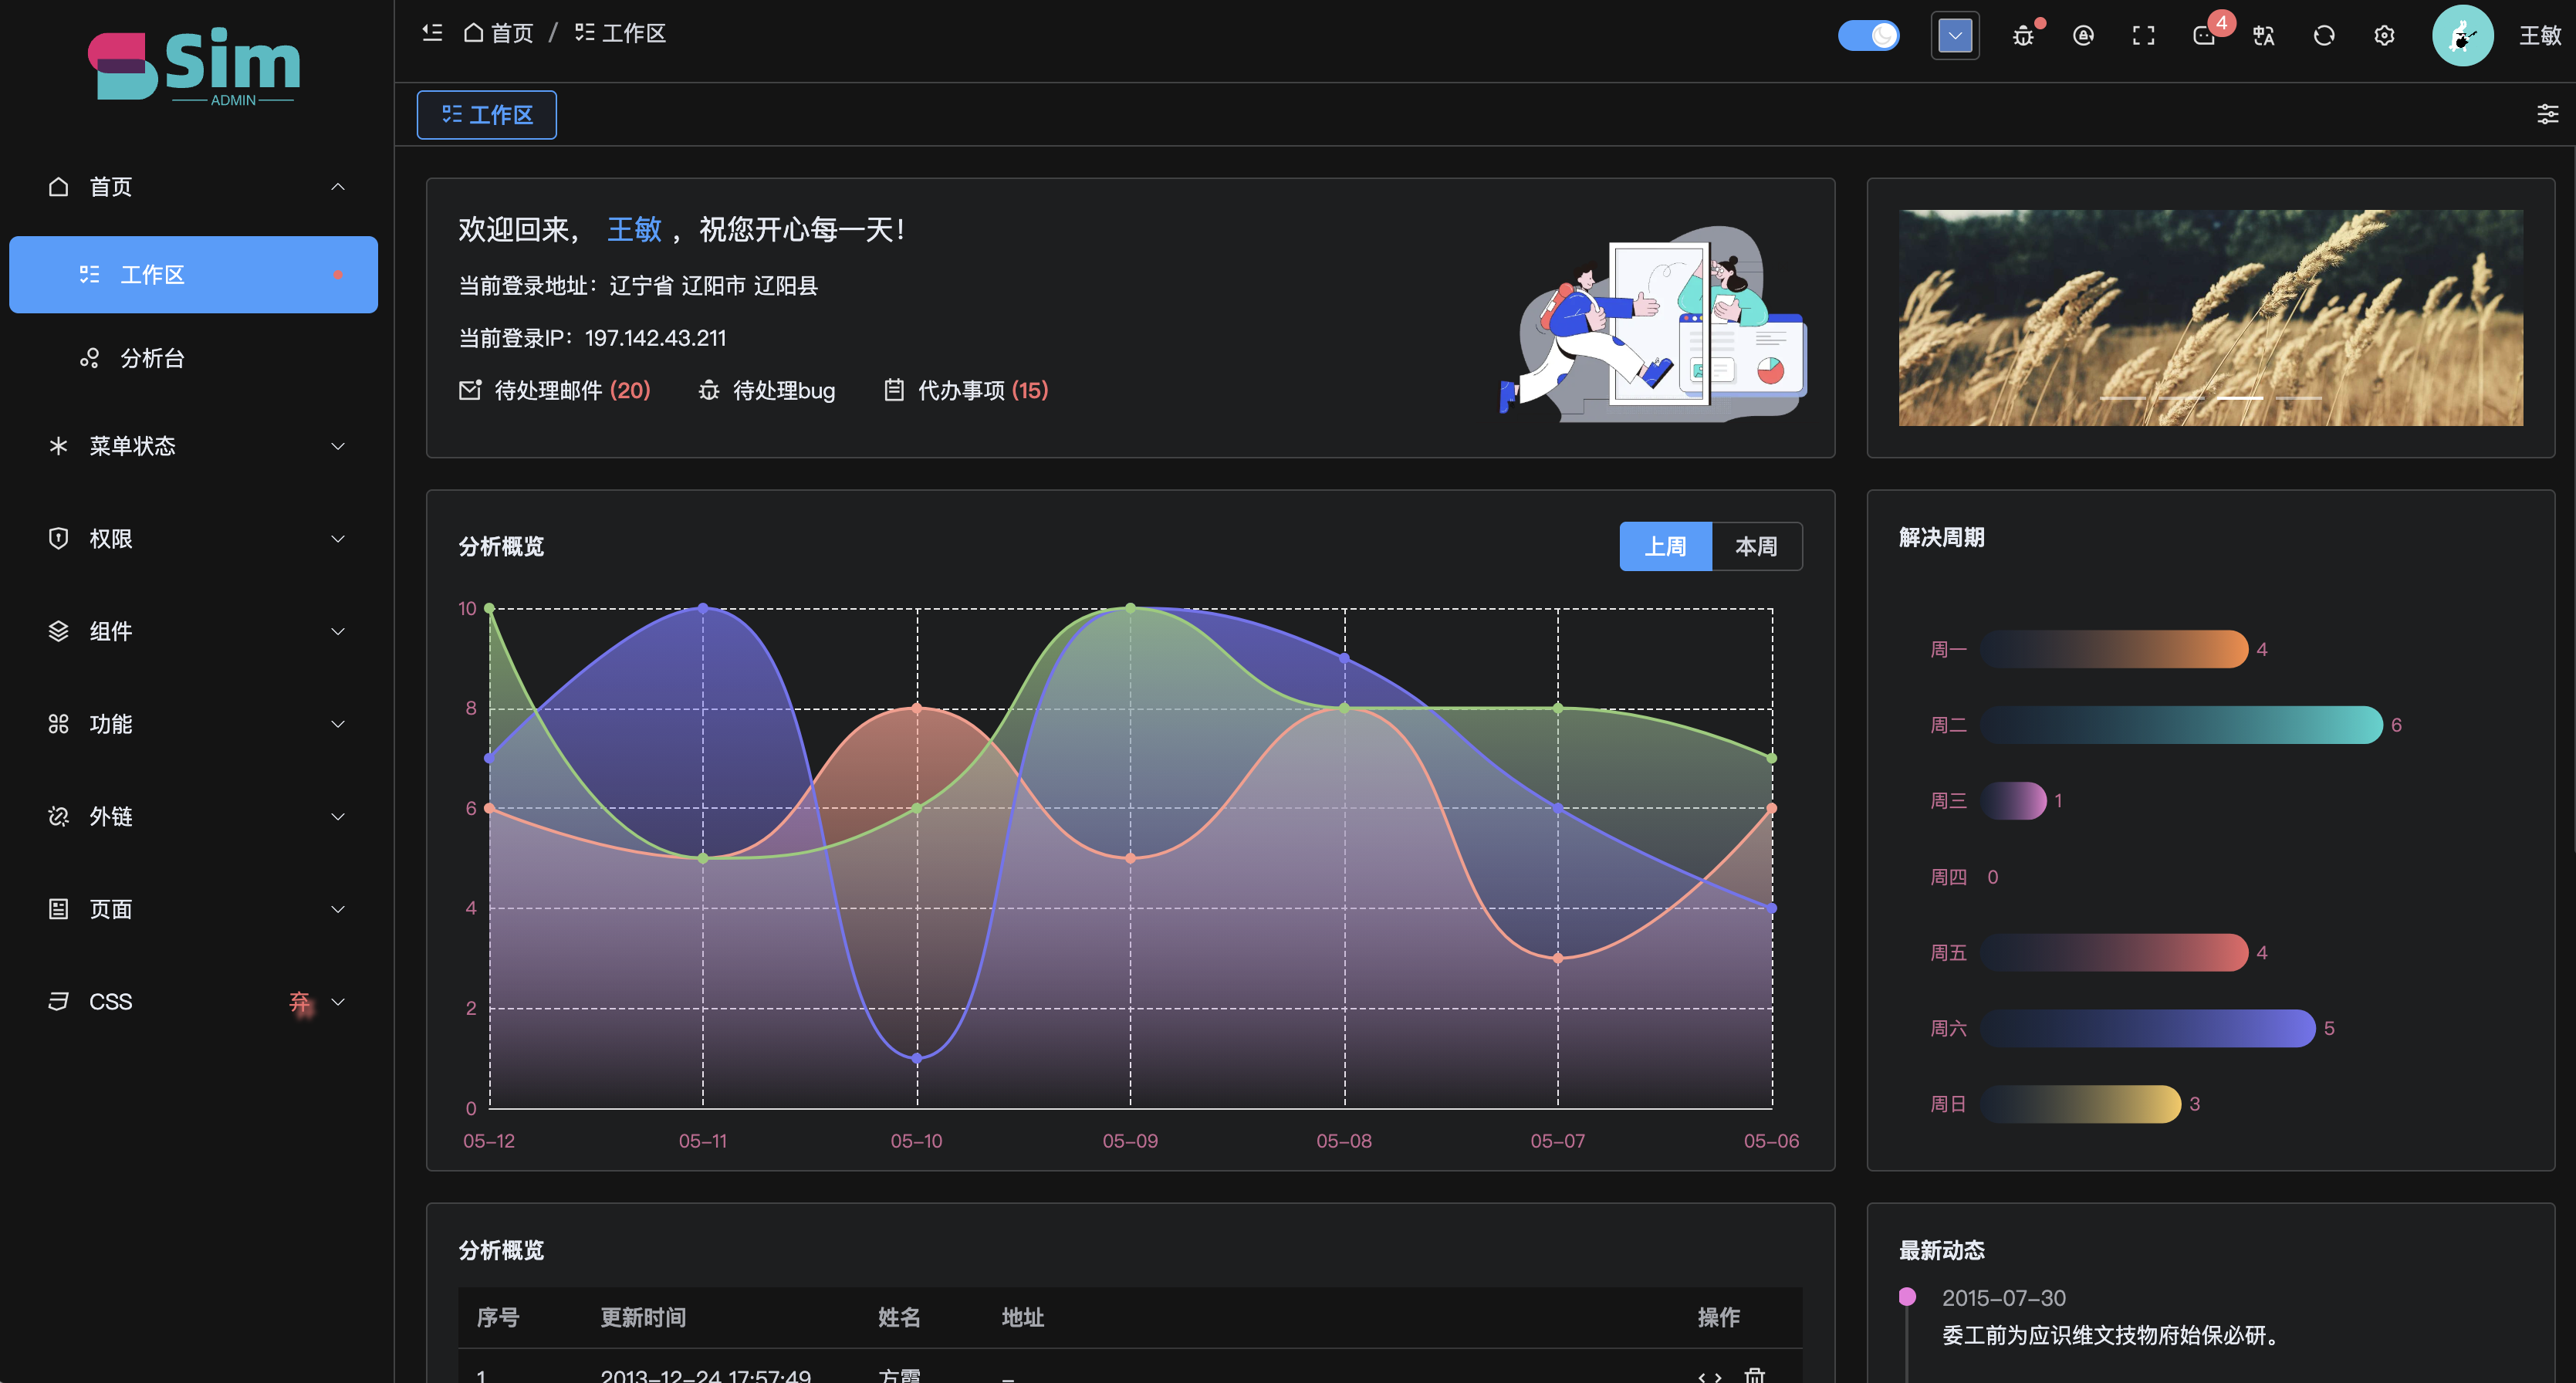 Sim
ADMIN
首页
工作区
分析台
菜单状态
权限
组件
功能
外链
页面
CSS 弃
首页 / 工作区
4
王敏
工作区
欢迎回来， 王敏 ，祝您开心每一天！
当前登录地址：辽宁省 辽阳市 辽阳县
当前登录IP：197.142.43.211
待处理邮件 (20) 待处理bug 代办事项 (15)
分析概览
上周 本周
10
8
6
4
2
0
05-12 05-11 05-10 05-09 05-08 05-07 05-06
解决周期
周一 4
周二 6
周三 1
周四 0
周五 4
周六 5
周日 3
分析概览
序号 更新时间 姓名 地址 操作
1 2013-12-24 17:57:49 方霞 -
最新动态
2015-07-30
委工前为应识维文技物府始保必研。